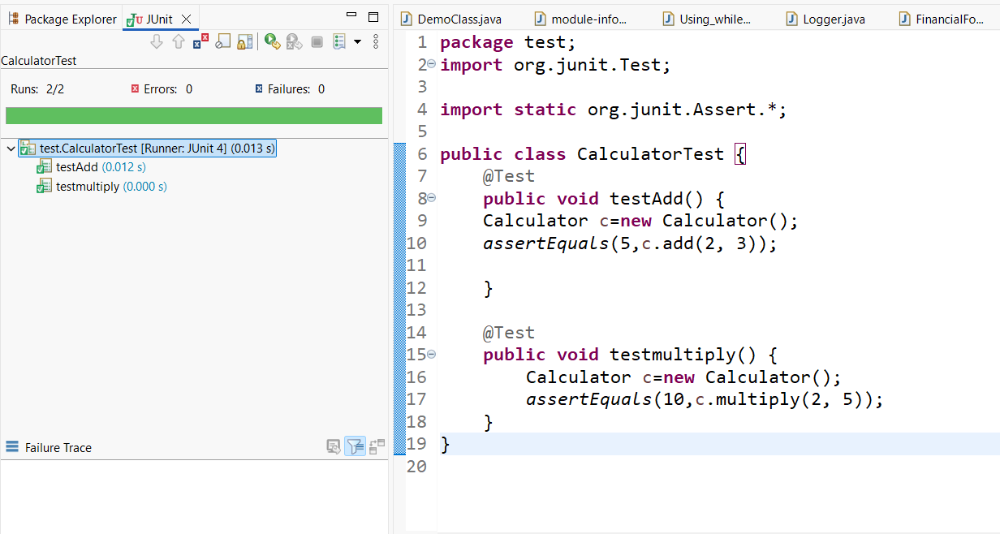 Package Explorer JUnit
CalculatorTest
Runs: 2/2 Errors: 0 Failures: 0
test.CalculatorTest [Runner: JUnit 4] (0.013 s)
testAdd (0.012 s)
testmultiply (0.000 s)
Failure Trace
DemoClass.java module-info... Using_while... Logger.java FinancialFo...
1 package test;
2 import org.junit.Test;
3
4 import static org.junit.Assert.*;
5
6 public class CalculatorTest {
7 @Test
8 public void testAdd() {
9 Calculator c=new Calculator();
10 assertEquals(5,c.add(2, 3));
11
12 }
13
14 @Test
15 public void testmultiply() {
16 Calculator c=new Calculator();
17 assertEquals(10,c.multiply(2, 5));
18 }
19 }
20